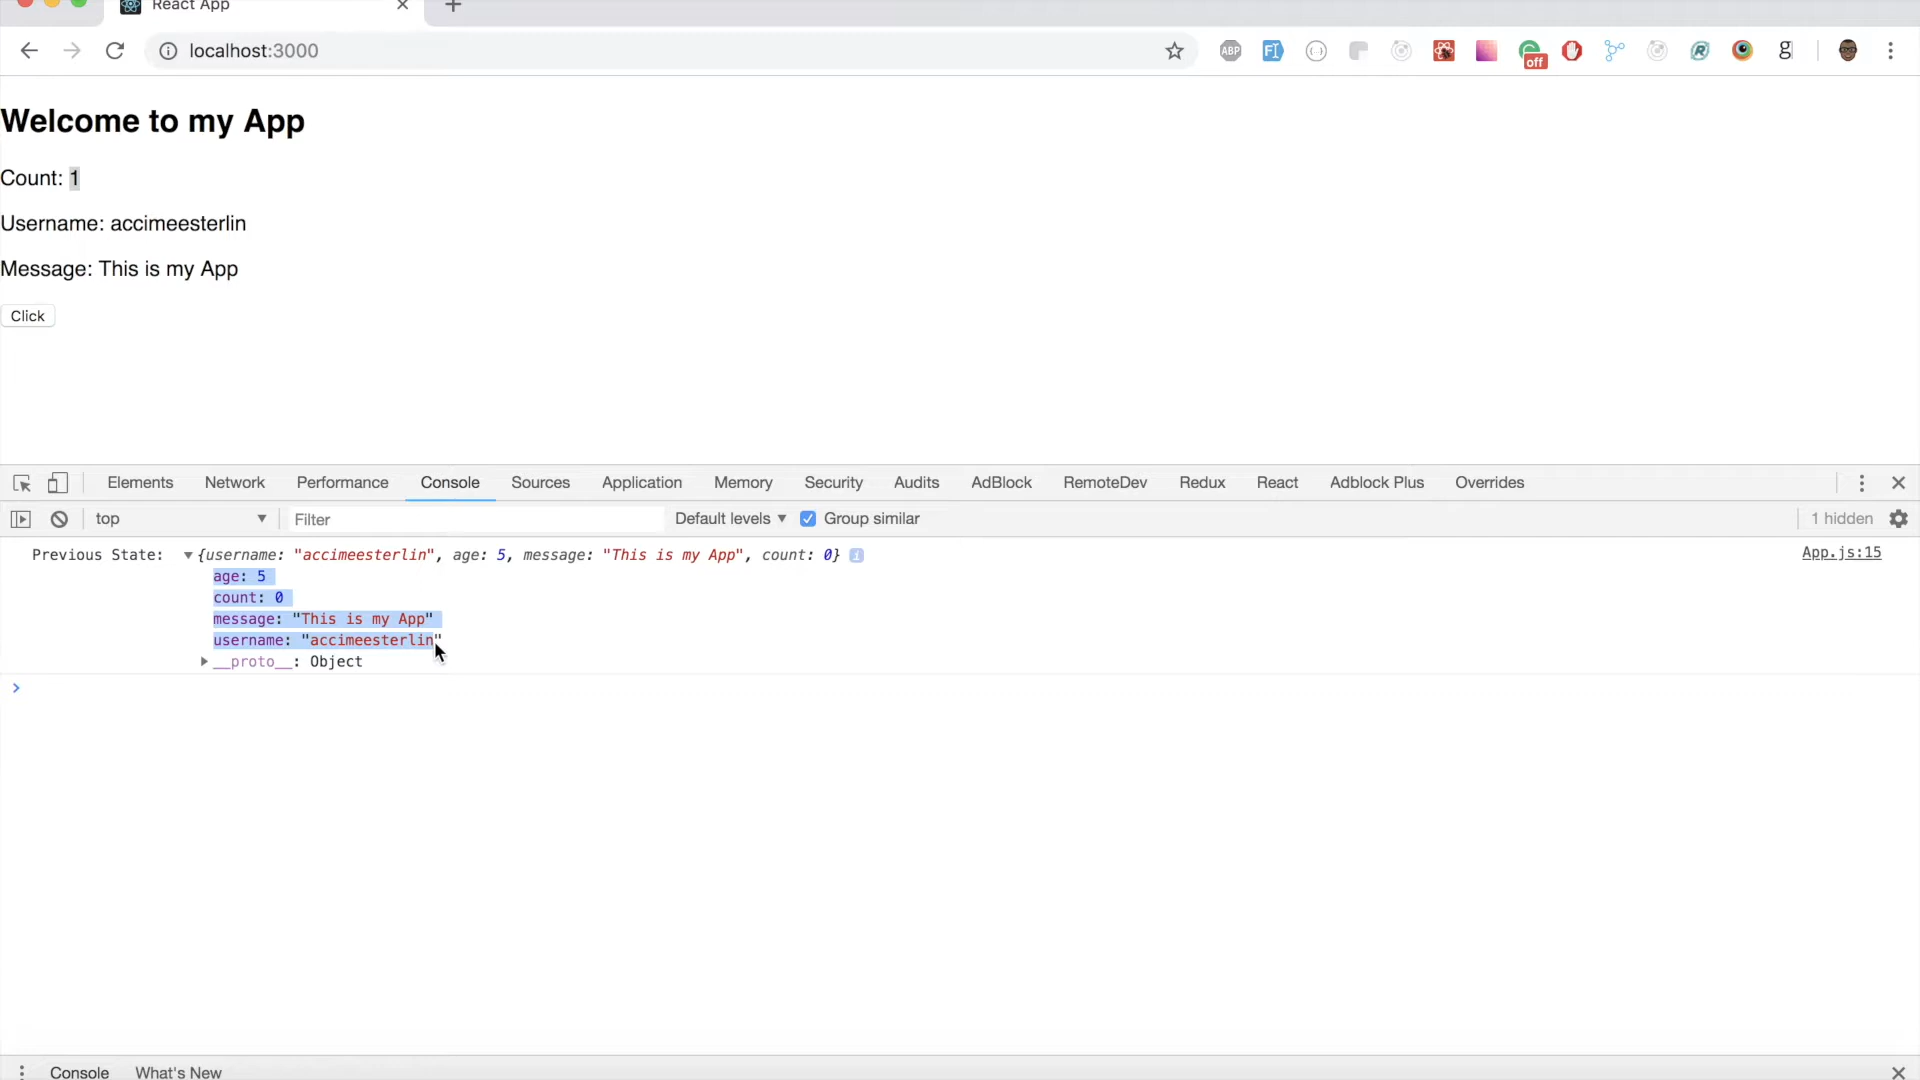 React App
localhost:3000
ABP
off
g
Welcome to my App
Count: 1
Username: accimeesterlin
Message: This is my App
Click
Elements Network Performance Console Sources Application Memory Security Audits AdBlock RemoteDev Redux React Adblock Plus Overrides
top Filter Default levels Group similar 1 hidden
Previous State: {username: "accimeesterlin", age: 5, message: "This is my App", count: 0} i App.js:15
age: 5
count: 0
message: "This is my App"
username: "accimeesterlin"
__proto__: Object
>
Console What's New